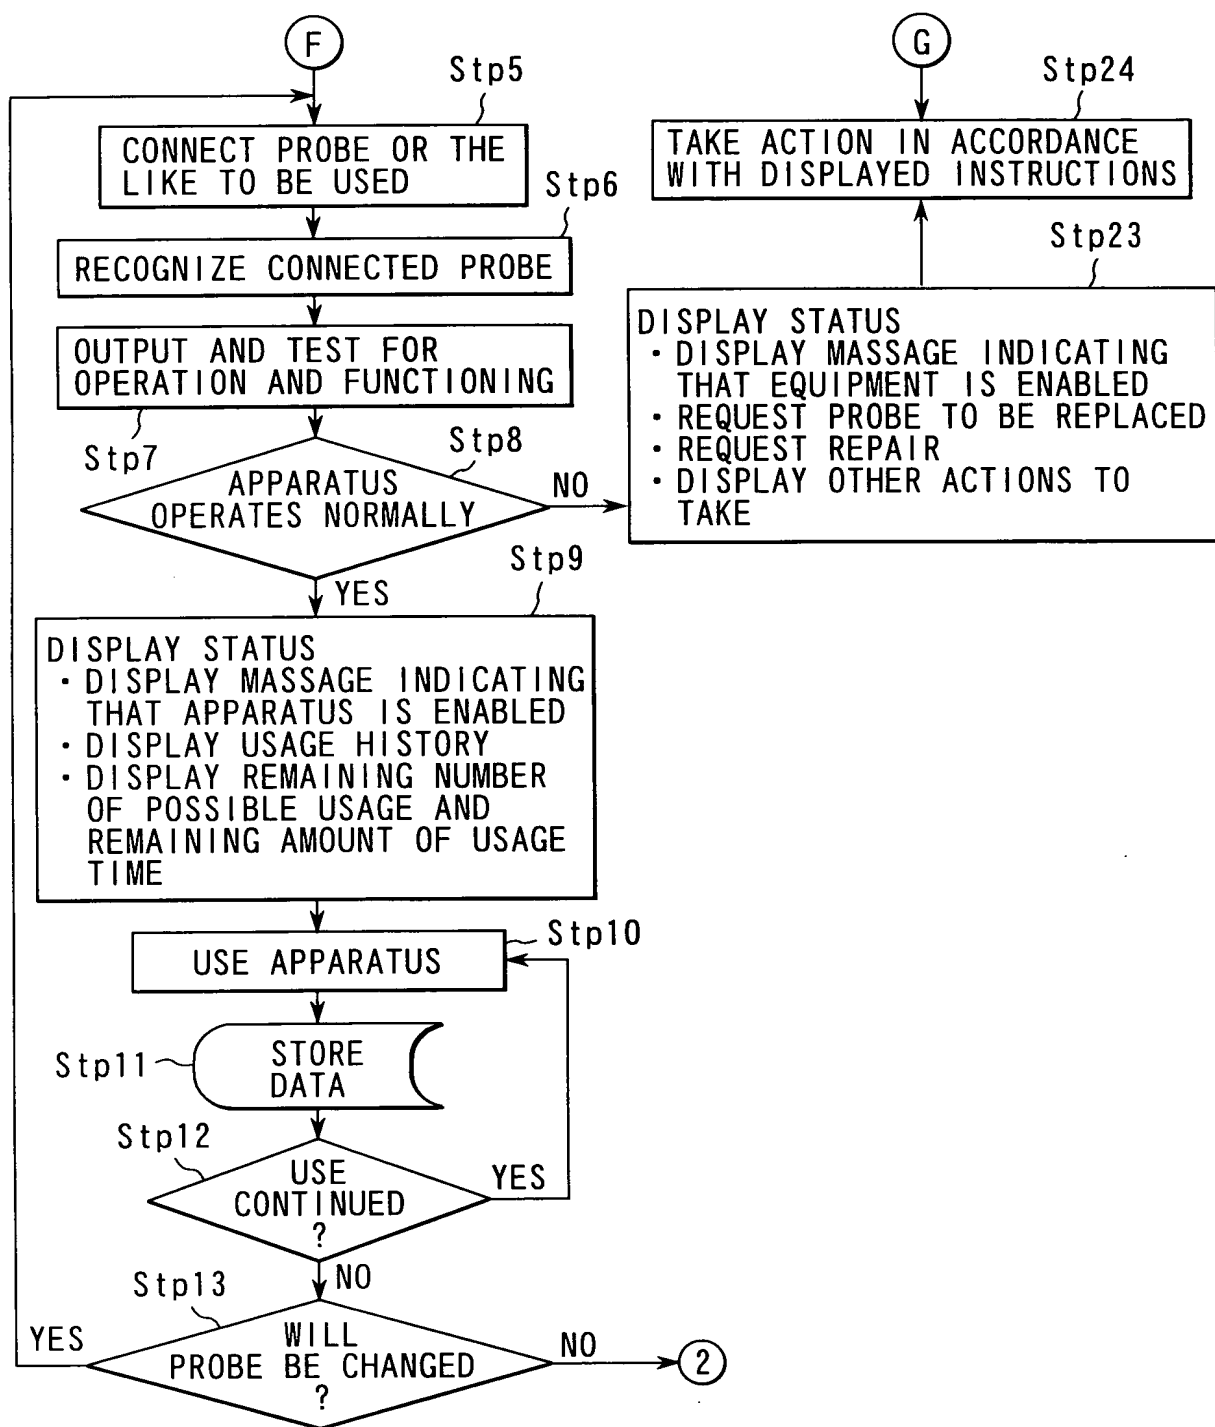 F
Stp5
CONNECT PROBE OR THE
LIKE TO BE USED
Stp6
RECOGNIZE CONNECTED PROBE
OUTPUT AND TEST FOR
OPERATION AND FUNCTIONING
Stp7
Stp8
APPARATUS
OPERATES NORMALLY
NO
YES
Stp9
DISPLAY STATUS
・DISPLAY MASSAGE INDICATING
THAT APPARATUS IS ENABLED
・DISPLAY USAGE HISTORY
・DISPLAY REMAINING NUMBER
OF POSSIBLE USAGE AND
REMAINING AMOUNT OF USAGE
TIME
Stp10
USE APPARATUS
Stp11
STORE
DATA
Stp12
USE
CONTINUED
?
YES
NO
Stp13
WILL
PROBE BE CHANGED
?
YES
NO
2
G
Stp24
TAKE ACTION IN ACCORDANCE
WITH DISPLAYED INSTRUCTIONS
Stp23
DISPLAY STATUS
・DISPLAY MASSAGE INDICATING
THAT EQUIPMENT IS ENABLED
・REQUEST PROBE TO BE REPLACED
・REQUEST REPAIR
・DISPLAY OTHER ACTIONS TO
TAKE